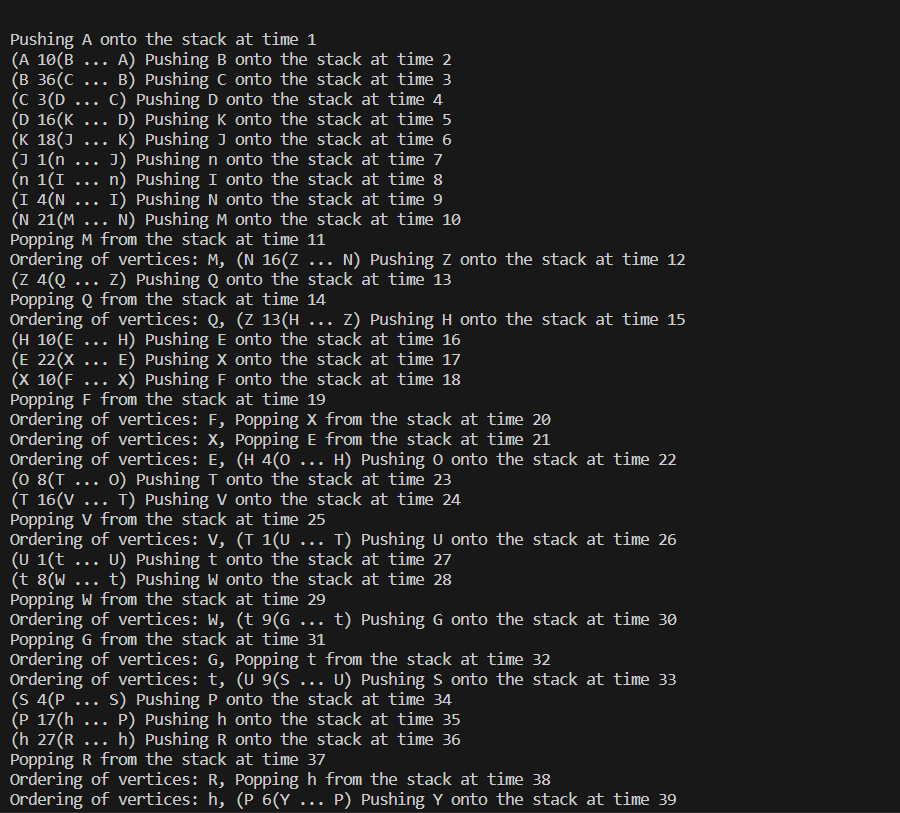 Pushing A onto the stack at time 1
(A 10(B ... A) Pushing B onto the stack at time 2
(B 36(C ... B) Pushing C onto the stack at time 3
(C 3(D ... C) Pushing D onto the stack at time 4
(D 16(K ... D) Pushing K onto the stack at time 5
(K 18(J ... K) Pushing J onto the stack at time 6
(J 1(n ... J) Pushing n onto the stack at time 7
(n 1(I ... n) Pushing I onto the stack at time 8
(I 4(N ... I) Pushing N onto the stack at time 9
(N 21(M ... N) Pushing M onto the stack at time 10
Popping M from the stack at time 11
Ordering of vertices: M, (N 16(Z ... N) Pushing Z onto the stack at time 12
(Z 4(Q ... Z) Pushing Q onto the stack at time 13
Popping Q from the stack at time 14
Ordering of vertices: Q, (Z 13(H ... Z) Pushing H onto the stack at time 15
(H 10(E ... H) Pushing E onto the stack at time 16
(E 22(X ... E) Pushing X onto the stack at time 17
(X 10(F ... X) Pushing F onto the stack at time 18
Popping F from the stack at time 19
Ordering of vertices: F, Popping X from the stack at time 20
Ordering of vertices: X, Popping E from the stack at time 21
Ordering of vertices: E, (H 4(O ... H) Pushing O onto the stack at time 22
(O 8(T ... O) Pushing T onto the stack at time 23
(T 16(V ... T) Pushing V onto the stack at time 24
Popping V from the stack at time 25
Ordering of vertices: V, (T 1(U ... T) Pushing U onto the stack at time 26
(U 1(t ... U) Pushing t onto the stack at time 27
(t 8(W ... t) Pushing W onto the stack at time 28
Popping W from the stack at time 29
Ordering of vertices: W, (t 9(G ... t) Pushing G onto the stack at time 30
Popping G from the stack at time 31
Ordering of vertices: G, Popping t from the stack at time 32
Ordering of vertices: t, (U 9(S ... U) Pushing S onto the stack at time 33
(S 4(P ... S) Pushing P onto the stack at time 34
(P 17(h ... P) Pushing h onto the stack at time 35
(h 27(R ... h) Pushing R onto the stack at time 36
Popping R from the stack at time 37
Ordering of vertices: R, Popping h from the stack at time 38
Ordering of vertices: h, (P 6(Y ... P) Pushing Y onto the stack at time 39